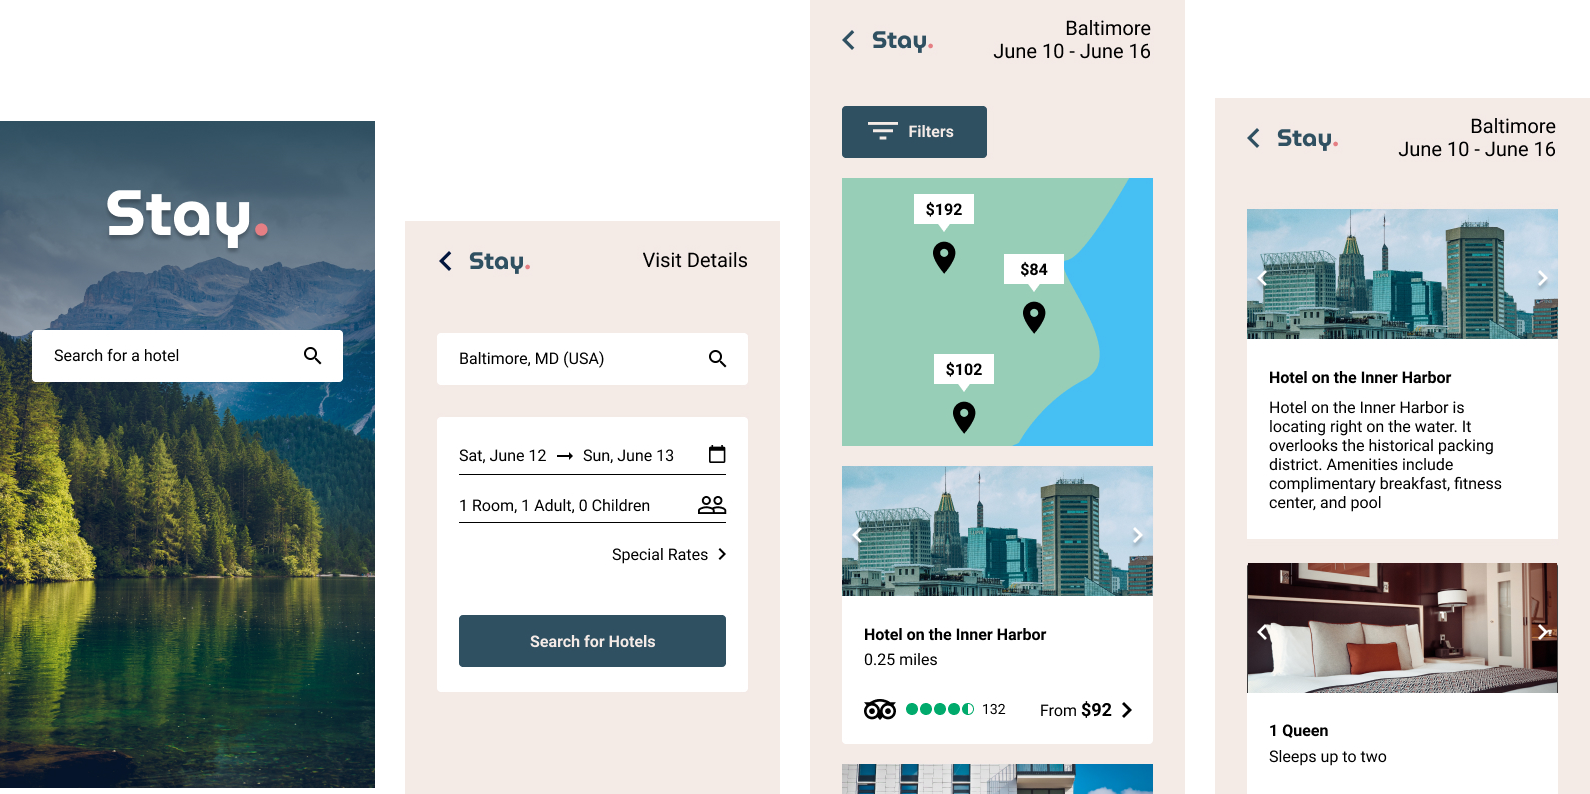 Stay.
Search for a hotel
Stay.
Visit Details
Baltimore, MD (USA)
Sat, June 12
Sun, June 13
1 Room, 1 Adult, 0 Children
Special Rates
Search for Hotels
Stay.
Baltimore
June 10 - June 16
Filters
$192
$84
$102
Hotel on the Inner Harbor
0.25 miles
132
From $92
Stay.
Baltimore
June 10 - June 16
Hotel on the Inner Harbor
Hotel on the Inner Harbor is
locating right on the water. It
overlooks the historical packing
district. Amenities include
complimentary breakfast, fitness
center, and pool
1 Queen
Sleeps up to two